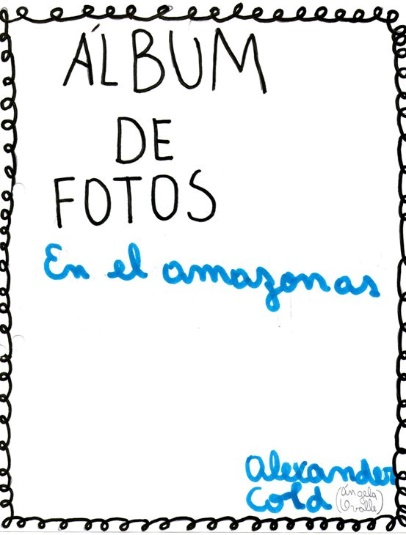 ÁLBUM
DE
FOTOS
En el amazonas
alexander
Cold
(Ángela
Ovalle)